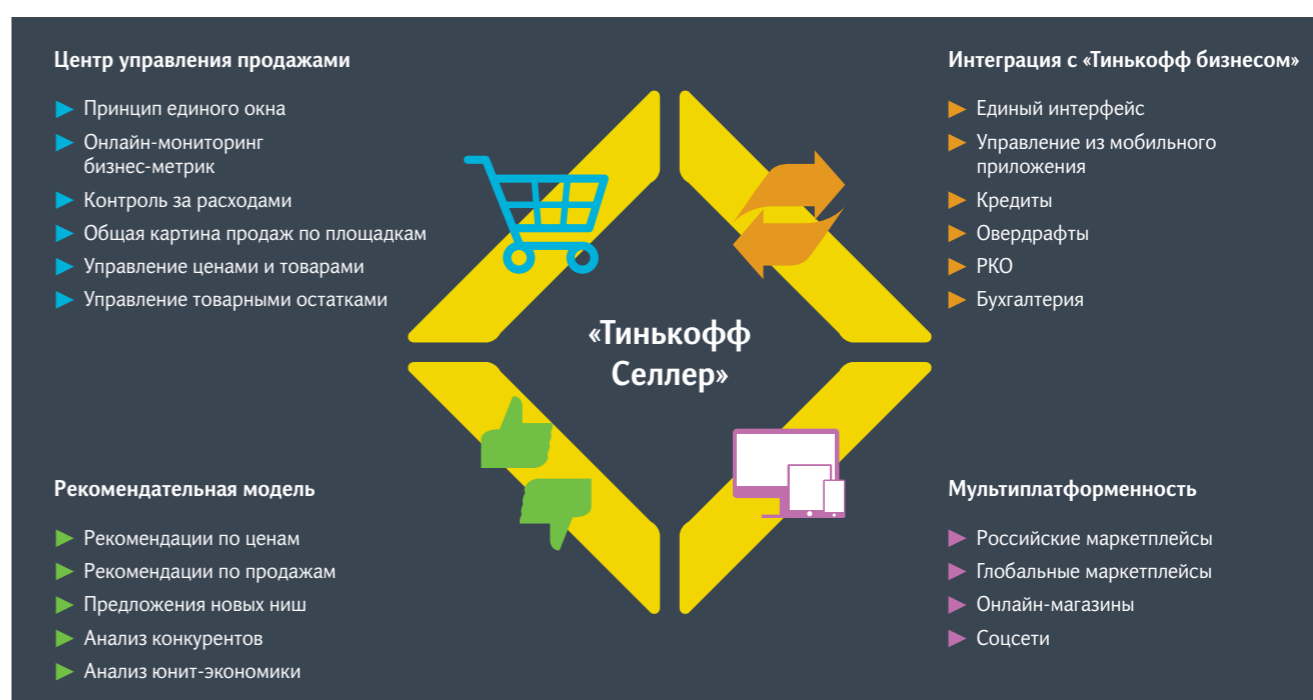 Центр управления продажами
Принцип единого окна
Онлайн-мониторинг
бизнес-метрик
Контроль за расходами
Общая картина продаж по площадкам
Управление ценами и товарами
Управление товарными остатками
Интеграция с «Тинькофф бизнесом»
Единый интерфейс
Управление из мобильного
приложения
Кредиты
Овердрафты
РКО
Бухгалтерия
«Тинькофф
Селлер»
Рекомендательная модель
Рекомендации по ценам
Рекомендации по продажам
Предложения новых ниш
Анализ конкурентов
Анализ юнит-экономики
Мультиплатформенность
Российские маркетплейсы
Глобальные маркетплейсы
Онлайн-магазины
Соцсети